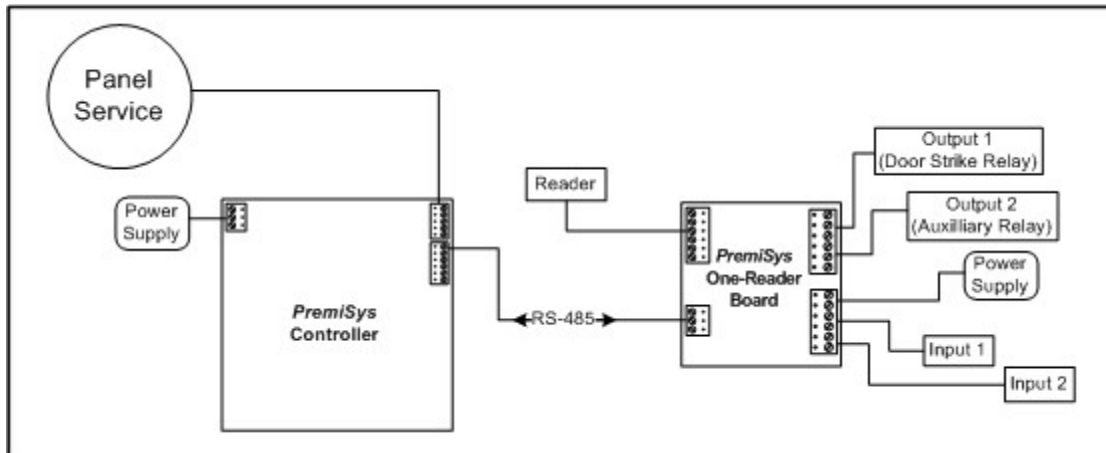 Panel
Service
Power
Supply
PremiSys
Controller
RS-485
Reader
PremiSys
One-Reader
Board
Output 1
(Door Strike Relay)
Output 2
(Auxilliary Relay)
Power
Supply
Input 1
Input 2